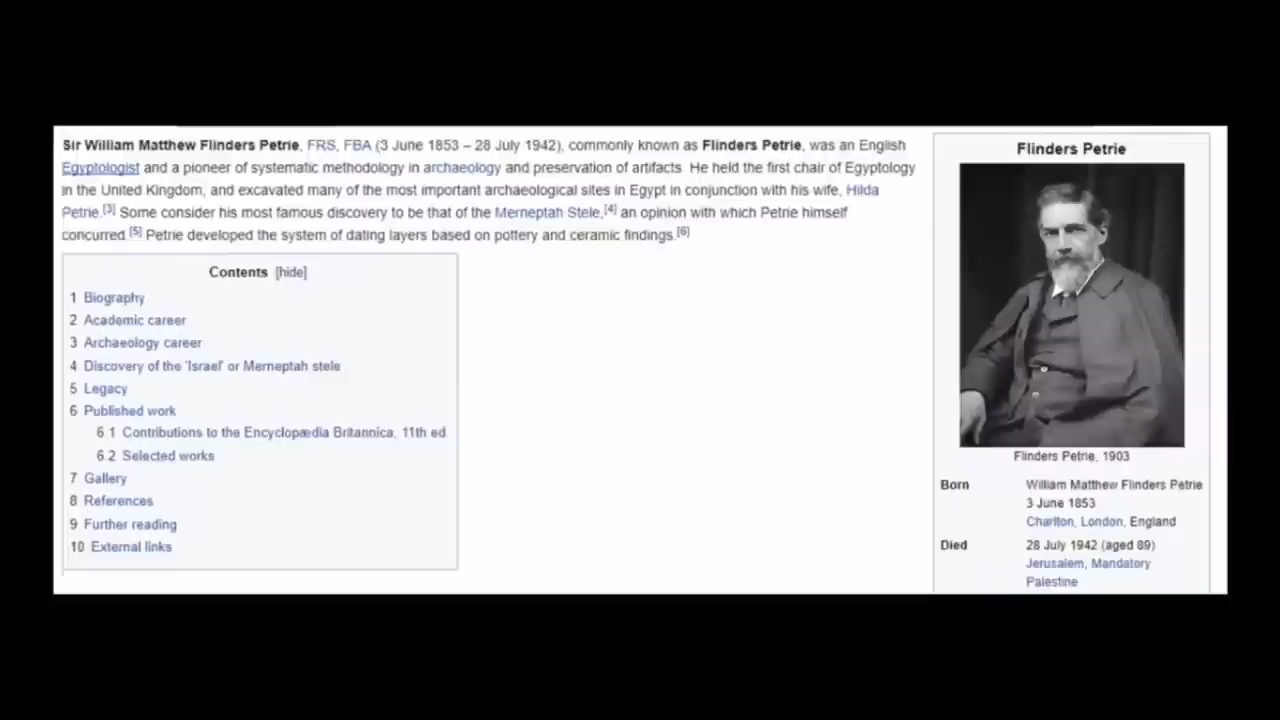 Sir William Matthew Flinders Petrie, FRS, FBA (3 June 1853 – 28 July 1942), commonly known as Flinders Petrie, was an English
Egyptologist and a pioneer of systematic methodology in archaeology and preservation of artifacts. He held the first chair of Egyptology
in the United Kingdom, and excavated many of the most important archaeological sites in Egypt in conjunction with his wife, Hilda
Petrie.[3] Some consider his most famous discovery to be that of the Merneptah Stele,[4] an opinion with which Petrie himself
concurred.[5] Petrie developed the system of dating layers based on pottery and ceramic findings.[6]
Contents [hide]
1 Biography
2 Academic career
3 Archaeology career
4 Discovery of the 'Israel' or Merneptah stele
5 Legacy
6 Published work
6.1 Contributions to the Encyclopædia Britannica, 11th ed
6.2 Selected works
7 Gallery
8 References
9 Further reading
10 External links
Flinders Petrie
Flinders Petrie, 1903
Born William Matthew Flinders Petrie
3 June 1853
Charlton, London, England
Died 28 July 1942 (aged 89)
Jerusalem, Mandatory
Palestine